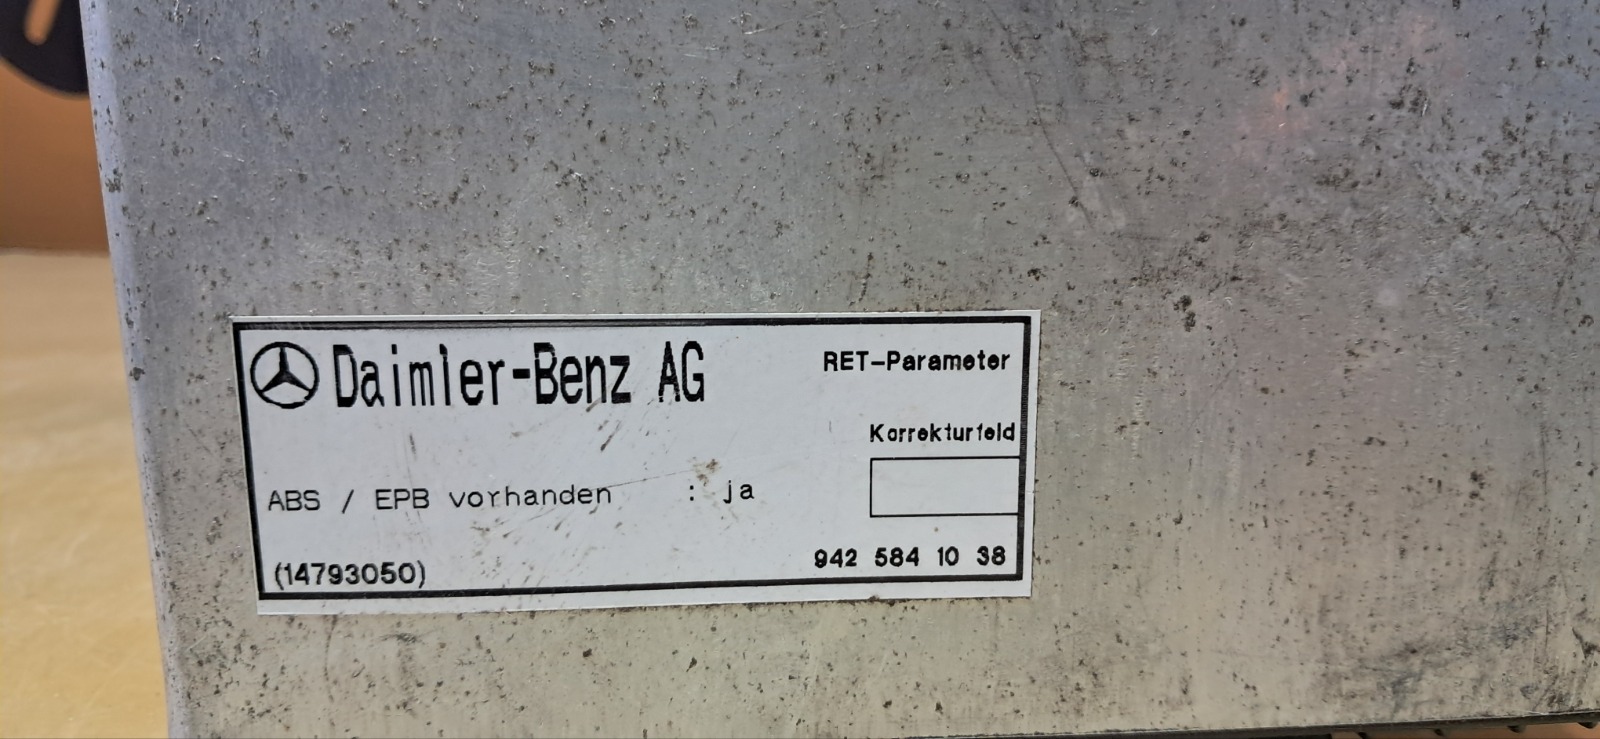 Daimler-Benz AG
RET-Parameter
Korrekturfeld
ABS / EPB vorhanden : ja
(14793050)
942 584 10 38